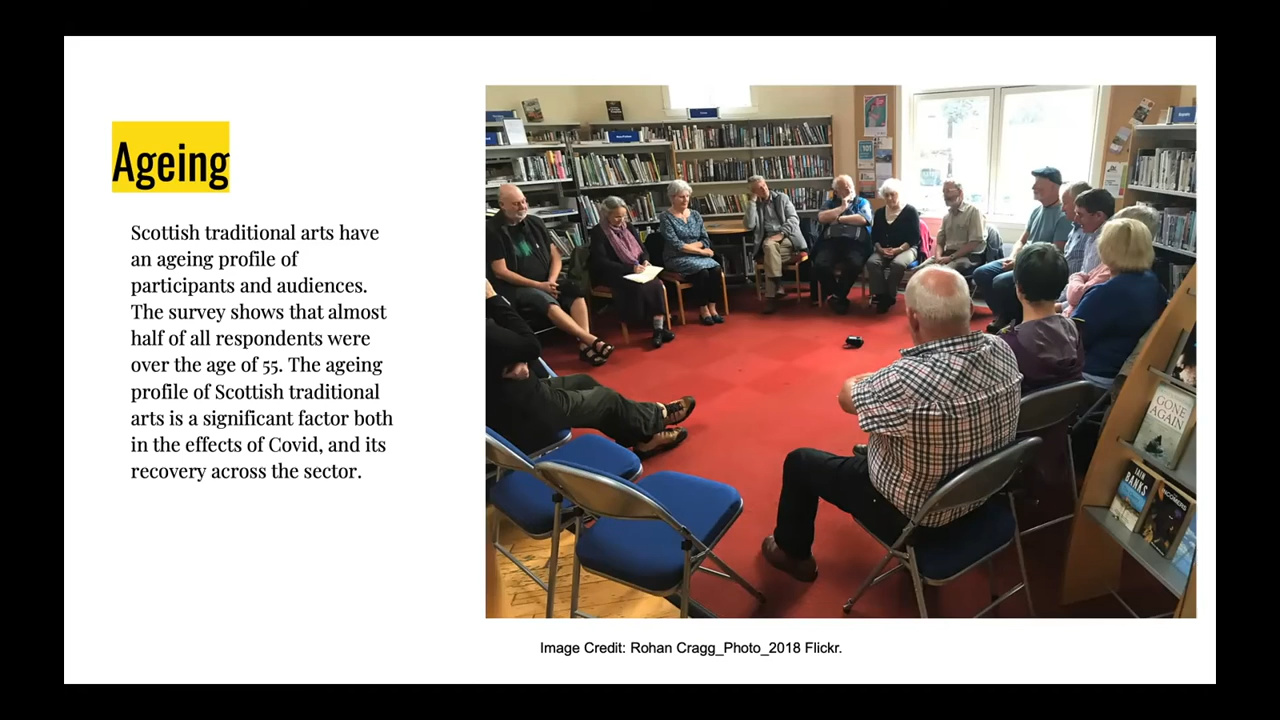 Ageing
Scottish traditional arts have
an ageing profile of
participants and audiences.
The survey shows that almost
half of all respondents were
over the age of 55. The ageing
profile of Scottish traditional
arts is a significant factor both
in the effects of Covid, and its
recovery across the sector.
GONE
AGAIN
IAIN
BANKS
Image Credit: Rohan Cragg_Photo_2018 Flickr.